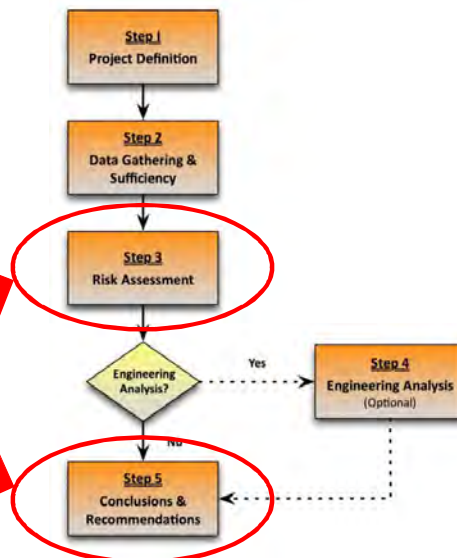 Step 1
Project Definition
Step 2
Data Gathering &
Sufficiency
Step 3
Risk Assessment
Engineering
Analysis?
Yes
Step 4
Engineering Analysis
(Optional)
No
Step 5
Conclusions &
Recommendations